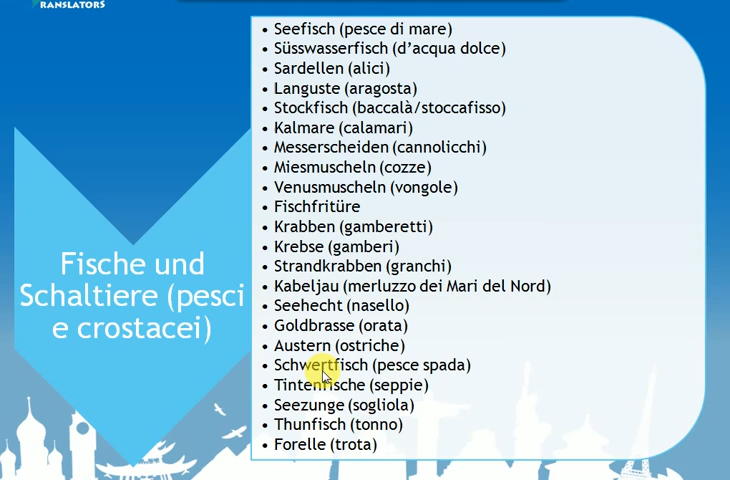 TRANSLATORS
Fische und
Schaltiere (pesci
e crostacei)
• Seefisch (pesce di mare)
• Süsswasserfisch (d’acqua dolce)
• Sardellen (alici)
• Languste (aragosta)
• Stockfisch (baccalà/stoccafisso)
• Kalmare (calamari)
• Messerscheiden (cannolicchi)
• Miesmuscheln (cozze)
• Venusmuscheln (vongole)
• Fischfritüre
• Krabben (gamberetti)
• Krebse (gamberi)
• Strandkrabben (granchi)
• Kabeljau (merluzzo dei Mari del Nord)
• Seehecht (nasello)
• Goldbrasse (orata)
• Austern (ostriche)
• Schwertfisch (pesce spada)
• Tintenfische (seppie)
• Seezunge (sogliola)
• Thunfisch (tonno)
• Forelle (trota)